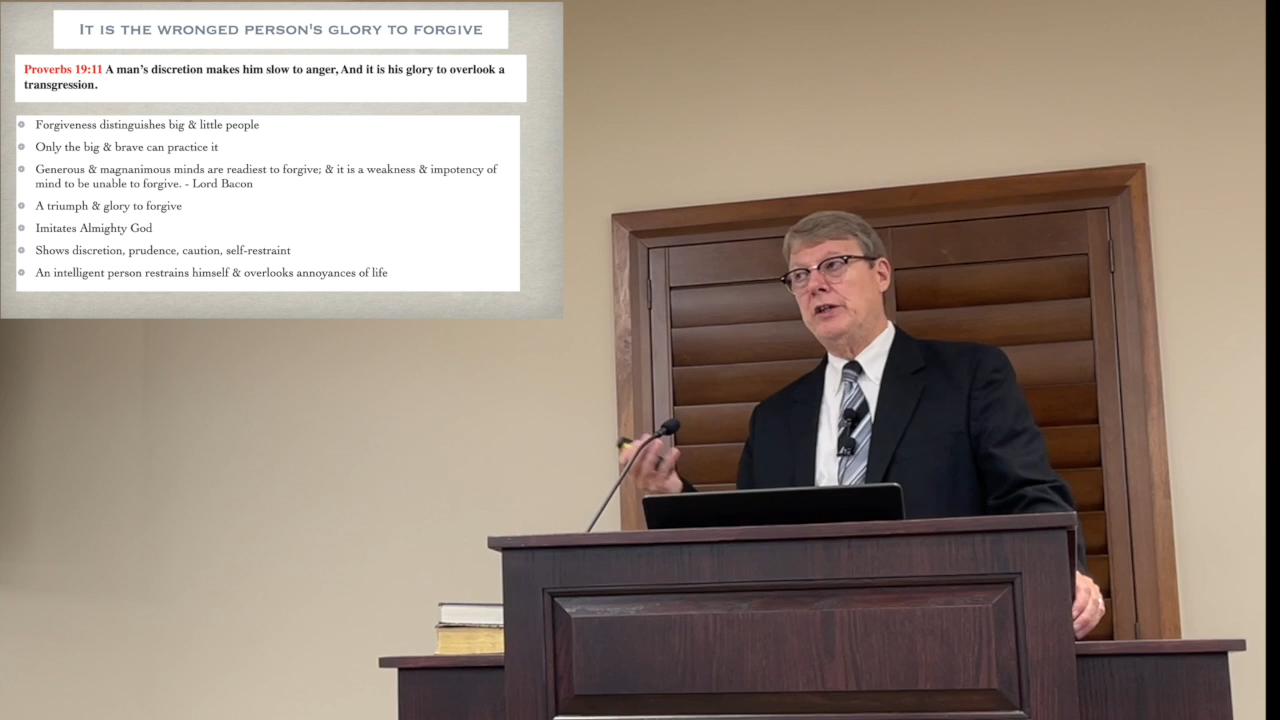 It is the wronged person's glory to forgive
Proverbs 19:11 A man's discretion makes him slow to anger, And it is his glory to overlook a
transgression.
Forgiveness distinguishes big & little people
Only the big & brave can practice it
Generous & magnanimous minds are readiest to forgive; & it is a weakness & impotency of
mind to be unable to forgive. - Lord Bacon
A triumph & glory to forgive
Imitates Almighty God
Shows discretion, prudence, caution, self-restraint
An intelligent person restrains himself & overlooks annoyances of life